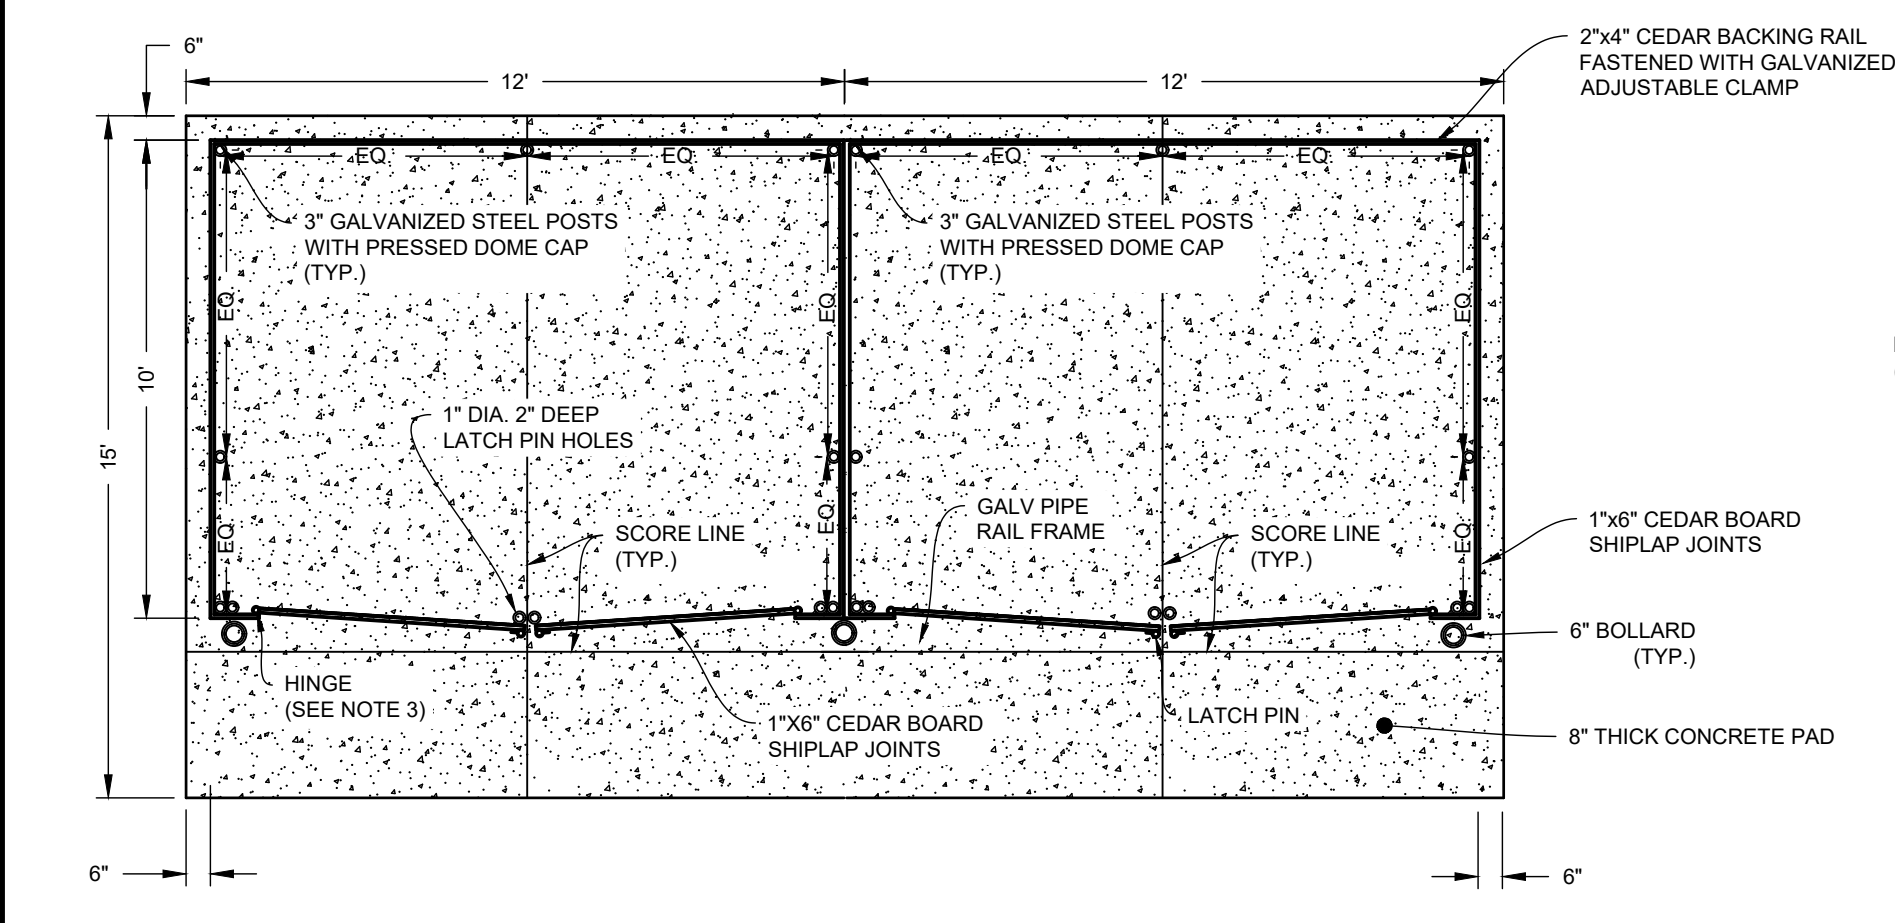 6"
12'
12'
2"x4" CEDAR BACKING RAIL
FASTENED WITH GALVANIZED
ADJUSTABLE CLAMP
EQ
EQ
EQ
EQ
3" GALVANIZED STEEL POSTS
WITH PRESSED DOME CAP
(TYP.)
3" GALVANIZED STEEL POSTS
WITH PRESSED DOME CAP
(TYP.)
EQ
EQ
EQ
10'
15'
1" DIA. 2" DEEP
LATCH PIN HOLES
GALV PIPE
RAIL FRAME
SCORE LINE
(TYP.)
SCORE LINE
(TYP.)
1"x6" CEDAR BOARD
SHIPLAP JOINTS
EQ
EQ
EQ
6" BOLLARD
(TYP.)
HINGE
(SEE NOTE 3)
1"X6" CEDAR BOARD
SHIPLAP JOINTS
LATCH PIN
8" THICK CONCRETE PAD
6"
6"